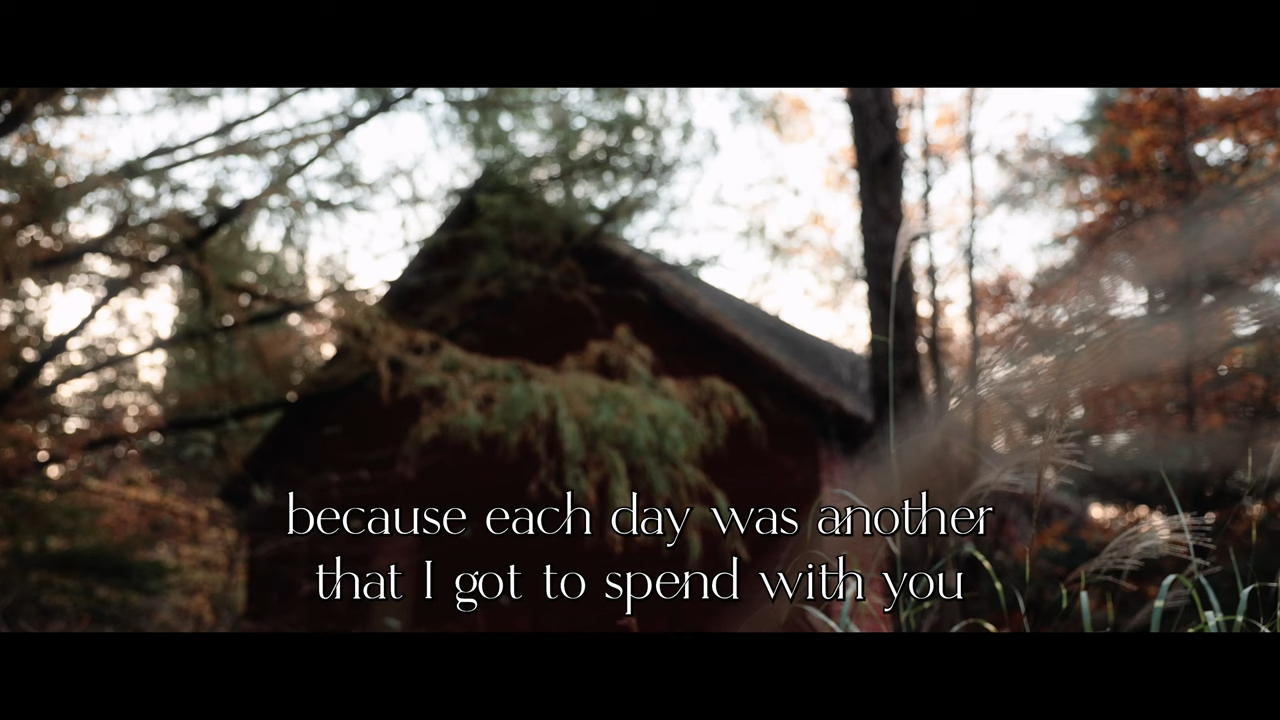 because each day was another
that I got to spend with you